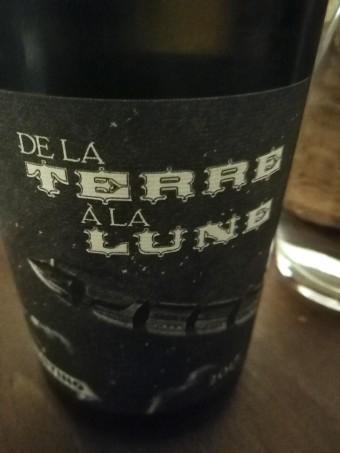 DE LA
TERRE
À LA
LUNE